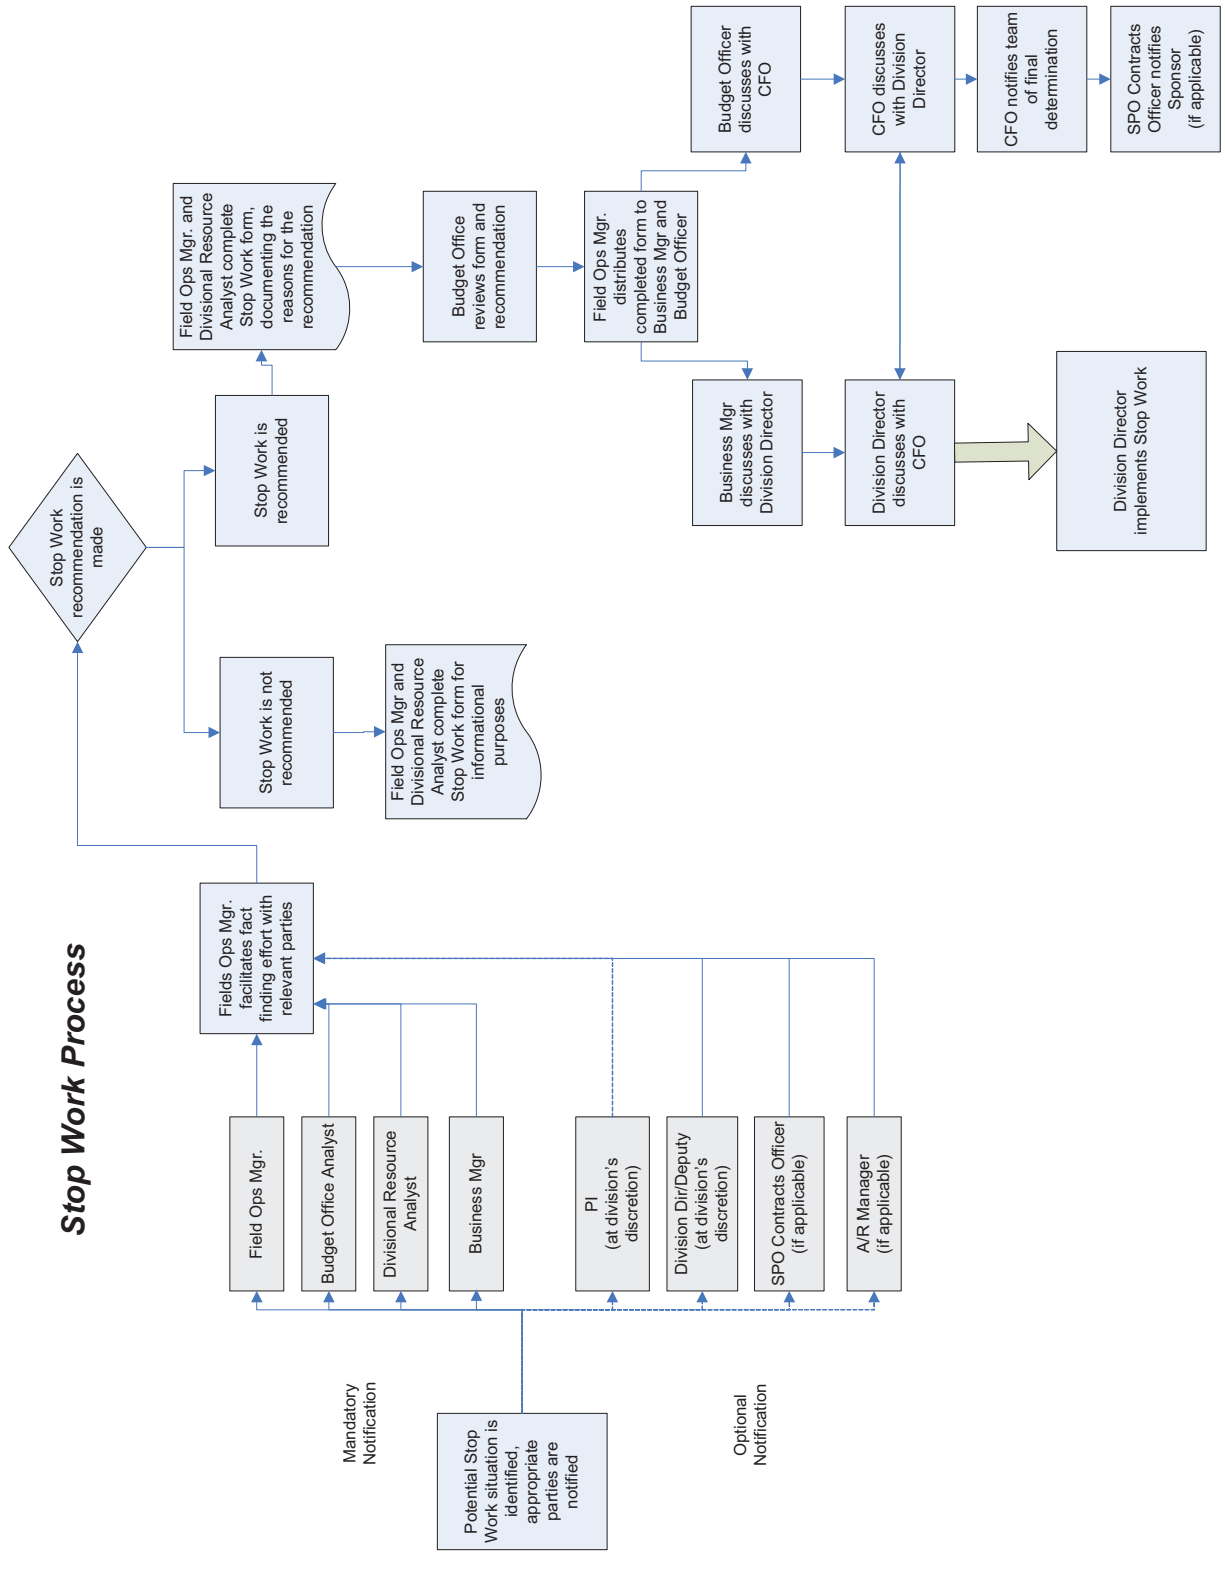 Stop Work Process
Potential Stop
Work situation is
identified,
appropriate
parties are
notified
Mandatory
Notification
Optional
Notification
Field Ops Mgr.
Budget Office Analyst
Divisional Resource
Analyst
Business Mgr
PI
(at division's
discretion)
Division Dir/Deputy
(at division's
discretion)
SPO Contracts Officer
(if applicable)
A/R Manager
(if applicable)
Fields Ops Mgr.
facilitates fact
finding effort with
relevant parties
Stop Work
recommendation is
made
Stop Work is not
recommended
Field Ops Mgr and
Divisional Resource
Analyst complete
Stop Work form for
informational
purposes
Stop Work is
recommended
Field Ops Mgr. and
Divisional Resource
Analyst complete
Stop Work form,
documenting the
reasons for the
recommendation
Budget Office
reviews form and
recommendation
Field Ops Mgr.
distributes
completed form to
Business Mgr and
Budget Officer
Business Mgr
discusses with
Division Director
Division Director
discusses with
CFO
Division Director
implements Stop Work
Budget Officer
discusses with
CFO
CFO discusses
with Division
Director
CFO notifies team
of final
determination
SPO Contracts
Officer notifies
Sponsor
(if applicable)